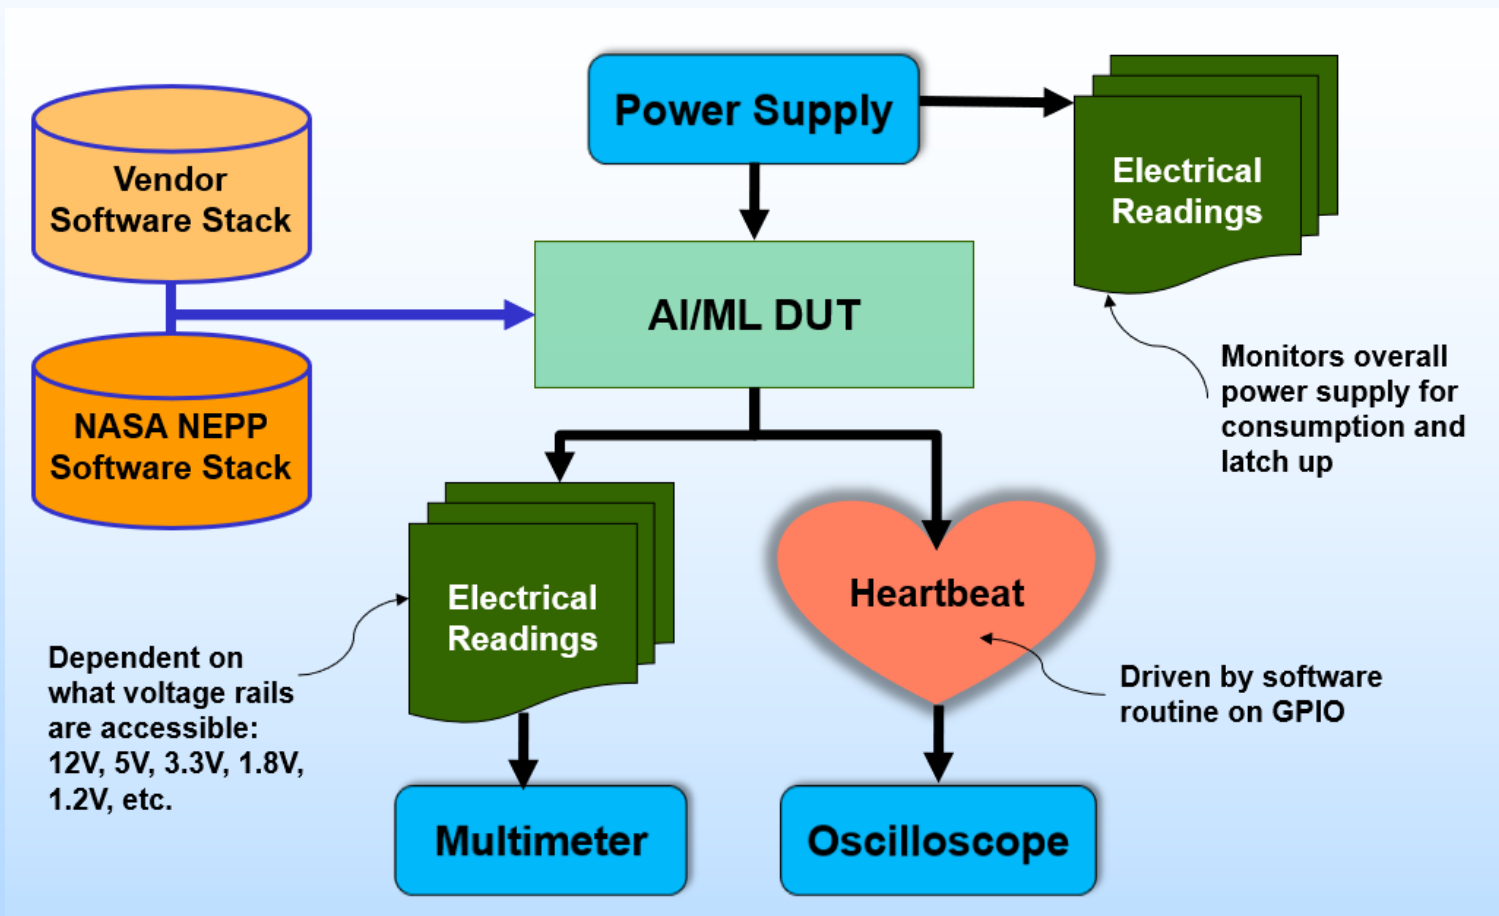 Power Supply
Electrical
Readings
Vendor
Software Stack
AI/ML DUT
Monitors overall
power supply for
consumption and
latch up
NASA NEPP
Software Stack
Electrical
Readings
Heartbeat
Dependent on
what voltage rails
are accessible:
12V, 5V, 3.3V, 1.8V,
1.2V, etc.
Driven by software
routine on GPIO
Multimeter
Oscilloscope